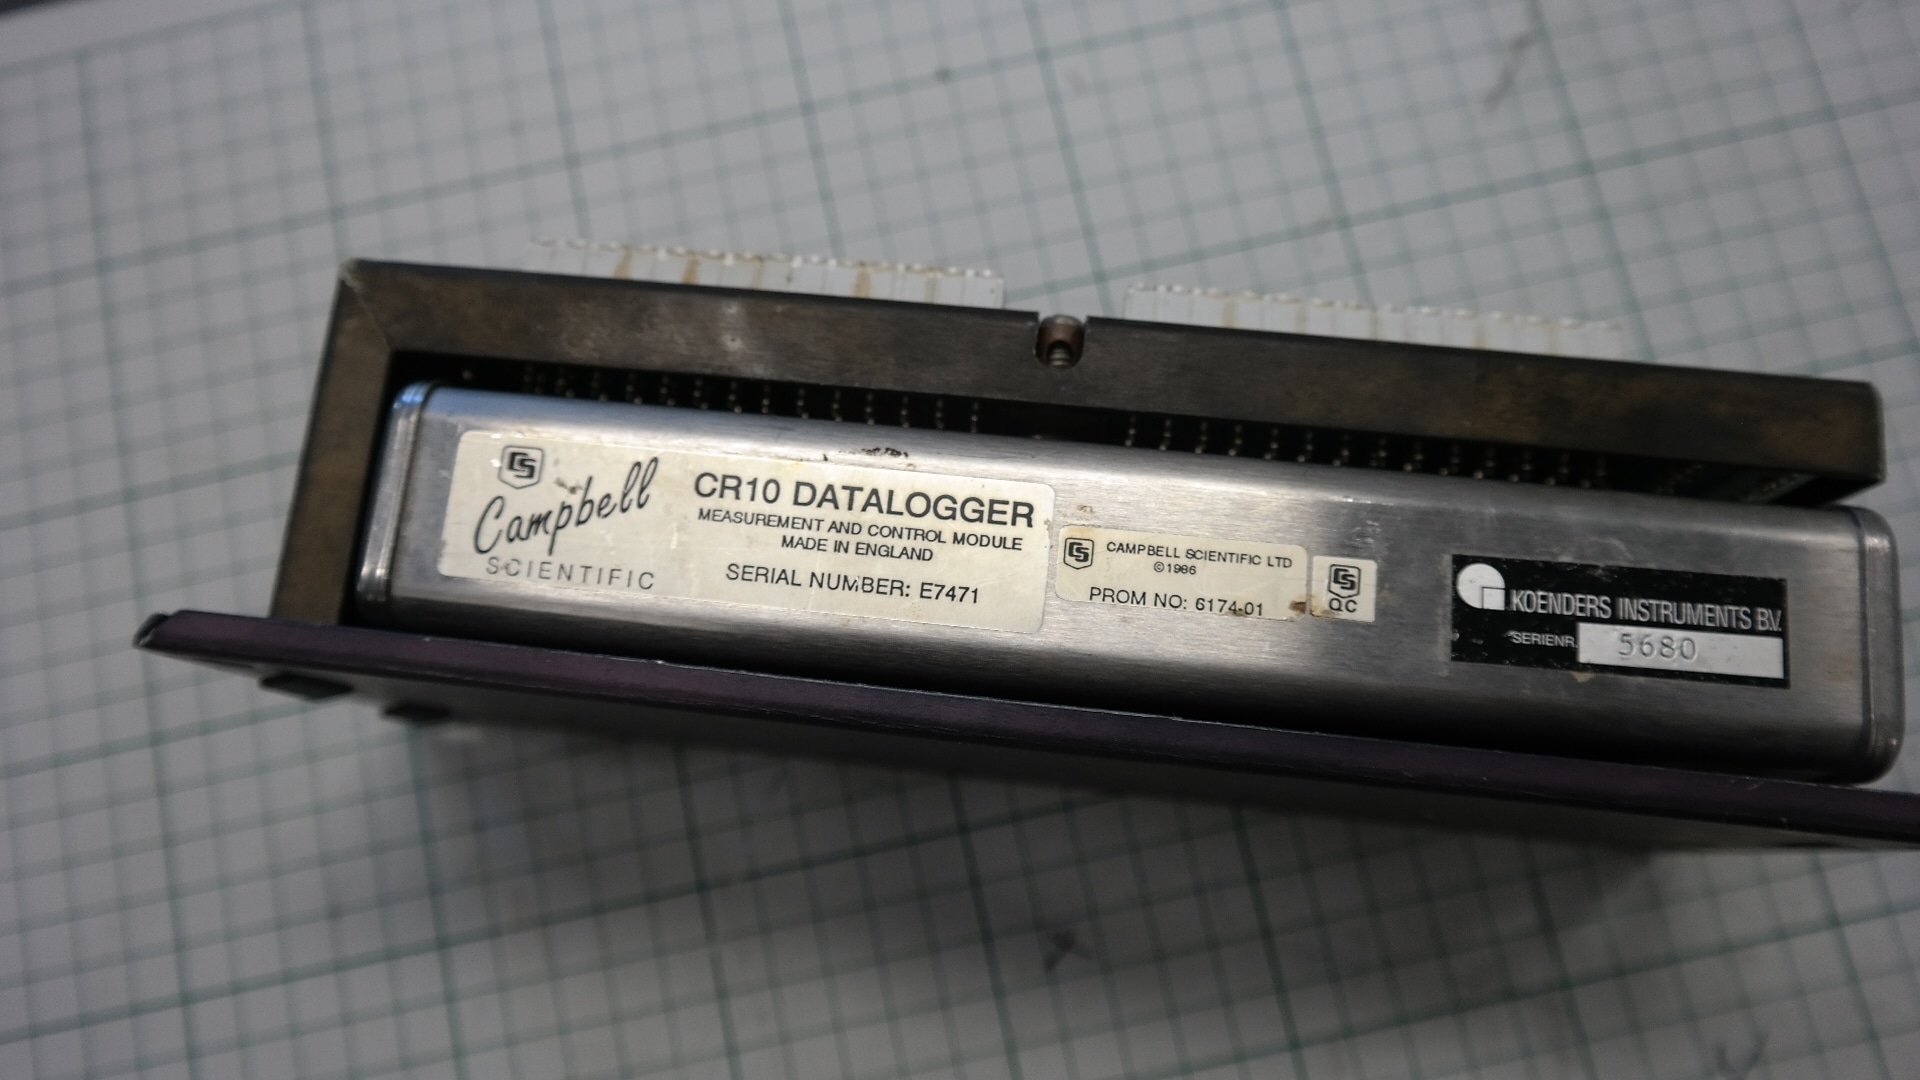 CS
Campbell
SCIENTIFIC
CR10 DATALOGGER
MEASUREMENT AND CONTROL MODULE
MADE IN ENGLAND
SERIAL NUMBER: E7471
CS
CAMPBELL SCIENTIFIC LTD
©1986
PROM NO: 6174-01
CS
QC
KOENDERS INSTRUMENTS B.V.
SERIENR.
5680